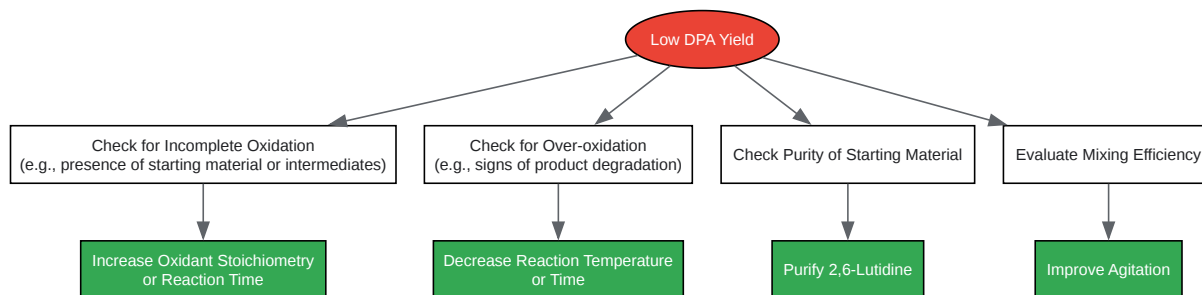 Low DPA Yield
Check for Incomplete Oxidation
(e.g., presence of starting material or intermediates)
Check for Over-oxidation
(e.g., signs of product degradation)
Check Purity of Starting Material
Evaluate Mixing Efficiency
Increase Oxidant Stoichiometry
or Reaction Time
Decrease Reaction Temperature
or Time
Purify 2,6-Lutidine
Improve Agitation